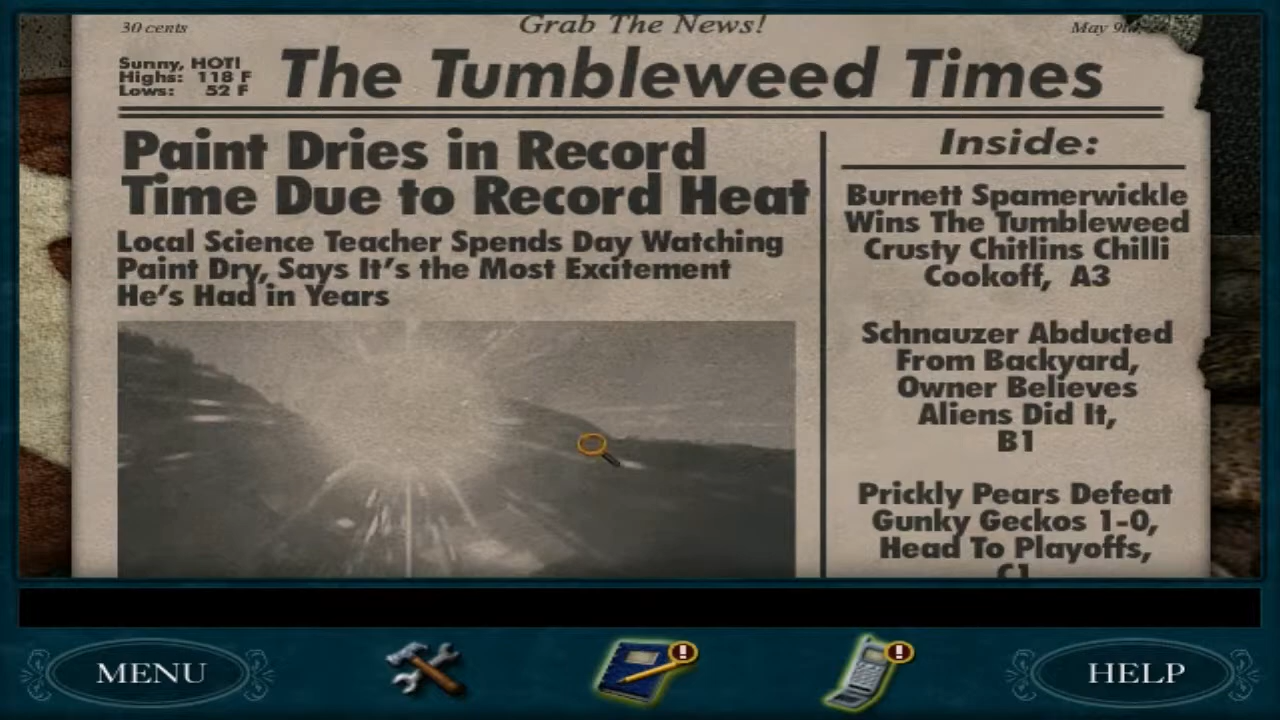 30 cents
Grab The News!
May 9th,
Sunny, HOT!
Highs: 118 F
Lows: 52 F
The Tumbleweed Times
Paint Dries in Record
Time Due to Record Heat
Local Science Teacher Spends Day Watching
Paint Dry, Says It's the Most Excitement
He's Had in Years
Inside:
Burnett Spamerwickle
Wins The Tumbleweed
Crusty Chitlins Chilli
Cookoff, A3
Schnauzer Abducted
From Backyard,
Owner Believes
Aliens Did It,
B1
Prickly Pears Defeat
Gunky Geckos 1-0,
Head To Playoffs,
C1
MENU
HELP